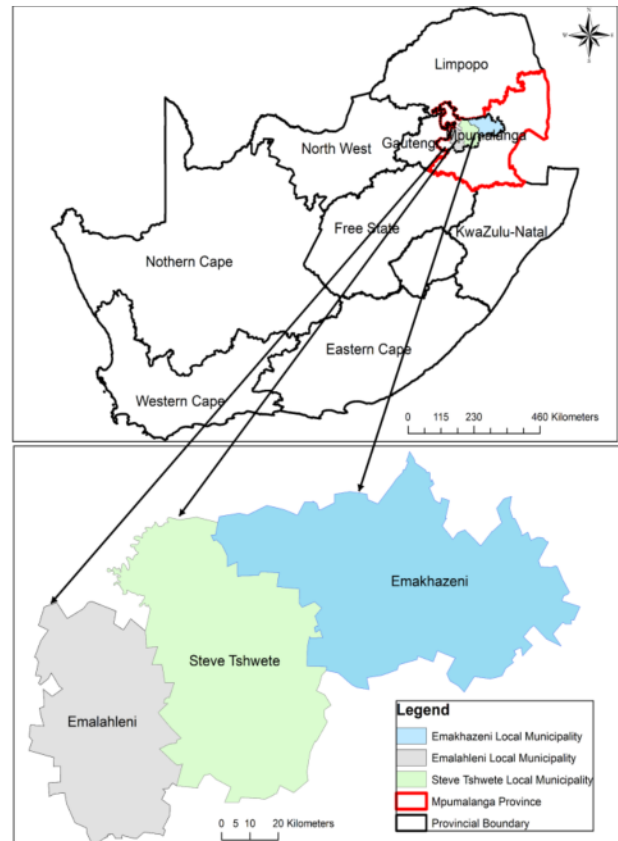 Limpopo
North West
Gauteng
Mpumalanga
Free State
KwaZulu-Natal
Nothern Cape
Eastern Cape
Western Cape
0 115 230 460 Kilometers
Emakhazeni
Steve Tshwete
Emalahleni
Legend
Emakhazeni Local Municipality
Emalahleni Local Municipality
Steve Tshwete Local Municipality
Mpumalanga Province
Provincial Boundary
0 5 10 20 Kilometers